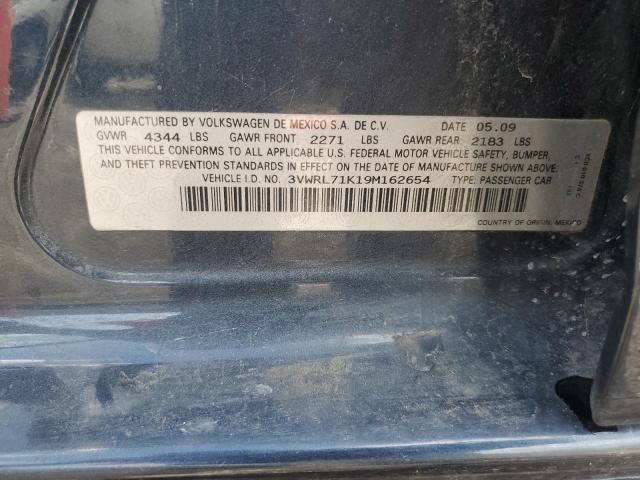 MANUFACTURED BY VOLKSWAGEN DE MEXICO S.A. DE C.V. DATE 05.09
GVWR 4344 LBS GAWR FRONT 2271 LBS GAWR REAR 2183 LBS
THIS VEHICLE CONFORMS TO ALL APPLICABLE U.S. FEDERAL MOTOR VEHICLE SAFETY, BUMPER,
AND THEFT PREVENTION STANDARDS IN EFFECT ON THE DATE OF MANUFACTURE SHOWN ABOVE.
VEHICLE I.D. NO. 3VWRL71K19M162654 TYPE: PASSENGER CAR
COUNTRY OF ORIGIN: MEXICO